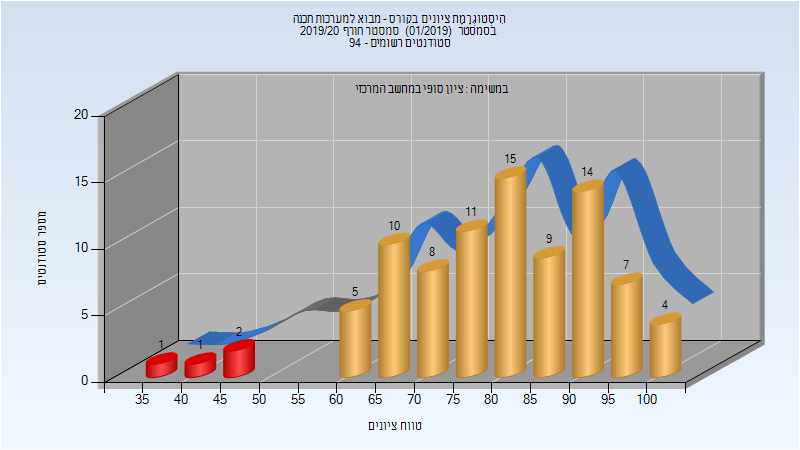 היסטוגרמת ציונים בקורס - מבוא למערכות תכנה
בסמסטר (01/2019) סמסטר חורף 2019/20
סטודנטים רשומים - 94
במשימה : ציון סופי במחשב המרכזי
מספר סטודנטים
20
15
10
5
0
1
1
2
5
10
8
11
15
9
14
7
4
35 40 45 50 55 60 65 70 75 80 85 90 95 100
טווח ציונים